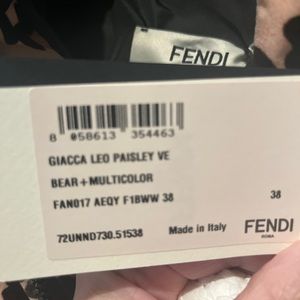 FENDI
8 058613 354463
GIACCA LEO PAISLEY VE
BEAR+MULTICOLOR
FAN017 AEQY F1BWW 38
38
72UNND730.51538
Made in Italy
FENDI
ROMA